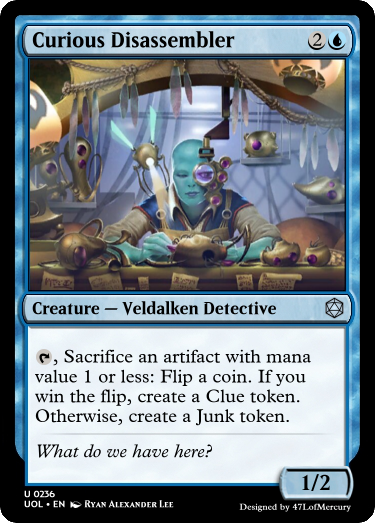 Curious Disassembler 2
Creature — Veldalken Detective
, Sacrifice an artifact with mana
value 1 or less: Flip a coin. If you
win the flip, create a Clue token.
Otherwise, create a Junk token.
What do we have here?
1/2
U 0236
UOL • EN Ryan Alexander Lee
Designed by 47LofMercury